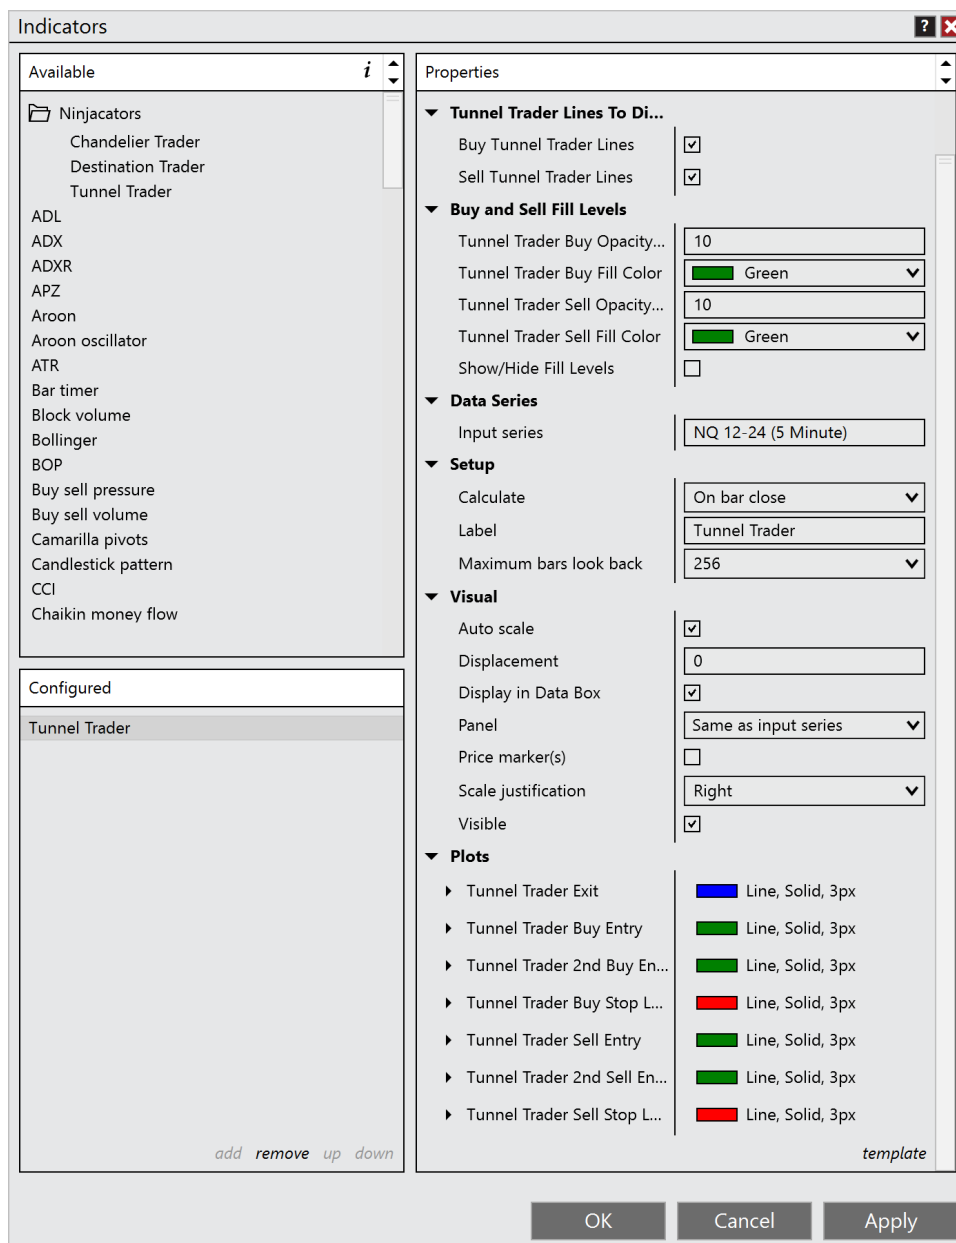 Indicators
?
Available
i
Ninjacators
Chandelier Trader
Destination Trader
Tunnel Trader
ADL
ADX
ADXR
APZ
Aroon
Aroon oscillator
ATR
Bar timer
Block volume
Bollinger
BOP
Buy sell pressure
Buy sell volume
Camarilla pivots
Candlestick pattern
CCI
Chaikin money flow
Configured
Tunnel Trader
add remove up down
Properties
Tunnel Trader Lines To Di...
Buy Tunnel Trader Lines
Sell Tunnel Trader Lines
Buy and Sell Fill Levels
Tunnel Trader Buy Opacity... 10
Tunnel Trader Buy Fill Color Green
Tunnel Trader Sell Opacity... 10
Tunnel Trader Sell Fill Color Green
Show/Hide Fill Levels
Data Series
Input series NQ 12-24 (5 Minute)
Setup
Calculate On bar close
Label Tunnel Trader
Maximum bars look back 256
Visual
Auto scale
Displacement 0
Display in Data Box
Panel Same as input series
Price marker(s)
Scale justification Right
Visible
Plots
Tunnel Trader Exit Line, Solid, 3px
Tunnel Trader Buy Entry Line, Solid, 3px
Tunnel Trader 2nd Buy En... Line, Solid, 3px
Tunnel Trader Buy Stop L... Line, Solid, 3px
Tunnel Trader Sell Entry Line, Solid, 3px
Tunnel Trader 2nd Sell En... Line, Solid, 3px
Tunnel Trader Sell Stop L... Line, Solid, 3px
template
OK Cancel Apply